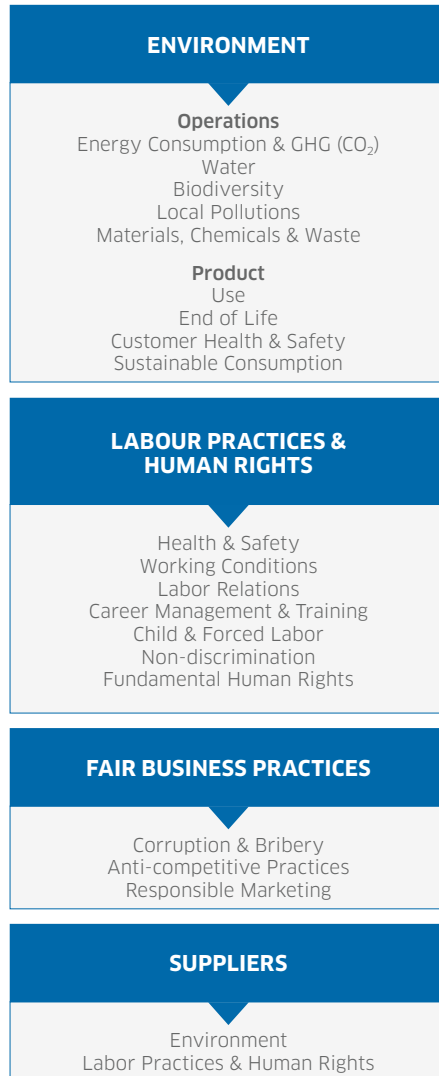 ENVIRONMENT
Operations
Energy Consumption & GHG (CO₂)
Water
Biodiversity
Local Pollutions
Materials, Chemicals & Waste
Product
Use
End of Life
Customer Health & Safety
Sustainable Consumption
LABOUR PRACTICES &
HUMAN RIGHTS
Health & Safety
Working Conditions
Labor Relations
Career Management & Training
Child & Forced Labor
Non-discrimination
Fundamental Human Rights
FAIR BUSINESS PRACTICES
Corruption & Bribery
Anti-competitive Practices
Responsible Marketing
SUPPLIERS
Environment
Labor Practices & Human Rights